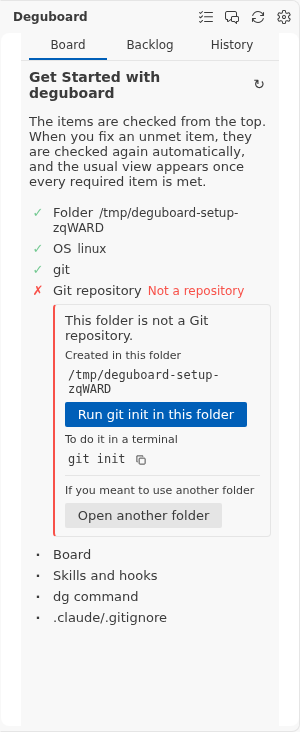 Deguboard
Board Backlog History
Get Started with
deguboard ↻
The items are checked from the top.
When you fix an unmet item, they
are checked again automatically,
and the usual view appears once
every required item is met.
✓ Folder /tmp/deguboard-setup-
zqWARD
✓ OS linux
✓ git
✗ Git repository Not a repository
This folder is not a Git
repository.
Created in this folder
/tmp/deguboard-setup-
zqWARD
Run git init in this folder
To do it in a terminal
git init
If you meant to use another folder
Open another folder
· Board
· Skills and hooks
· dg command
· .claude/.gitignore